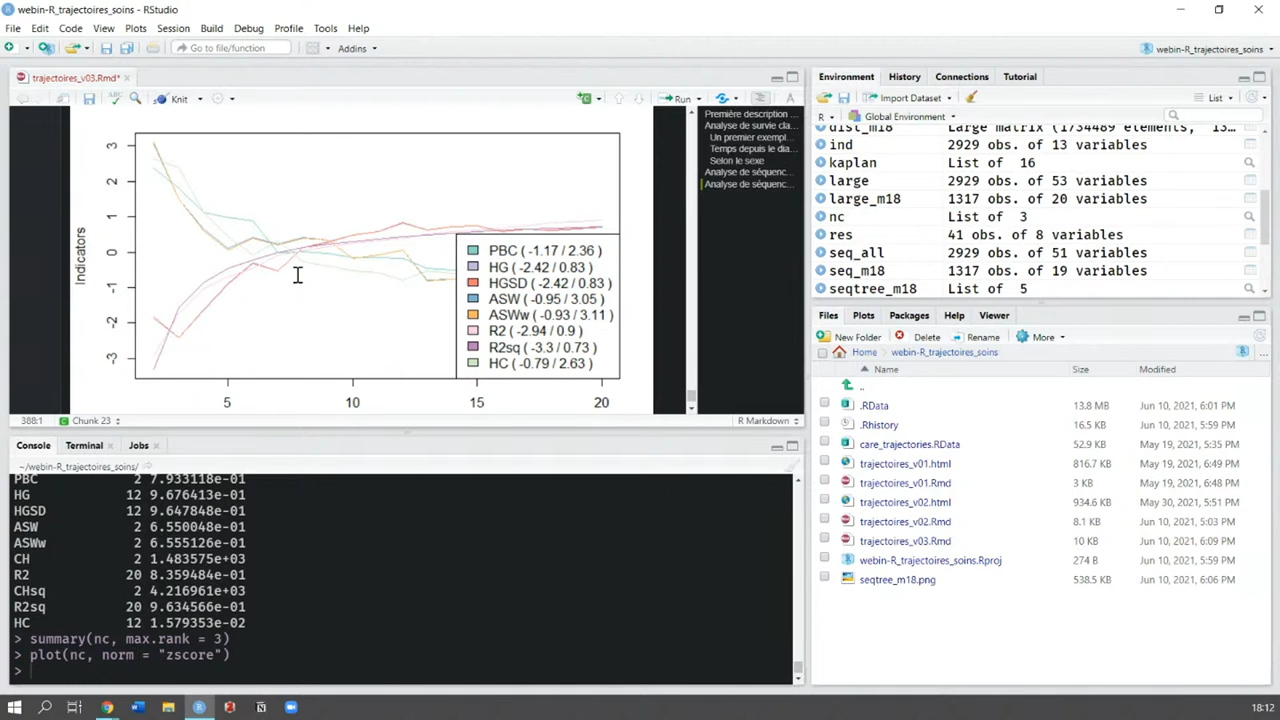 webin-R_trajectoires_soins - RStudio
File Edit Code View Plots Session Build Debug Profile Tools Help
Go to file/function Addins webin-R_trajectoires_soins
trajectoires_v03.Rmd*
Knit Run
Première description ...
Analyse de survie cla...
Un premier exempl...
Temps depuis le dia...
Selon le sexe
Analyse de séquenc...
Analyse de séquenc...
Indicators
3
2
1
0
-1
-2
-3
5 10 15 20
PBC ( -1.17 / 2.36 )
HG ( -2.42 / 0.83 )
HGSD ( -2.42 / 0.83 )
ASW ( -0.95 / 3.05 )
ASWw ( -0.93 / 3.11 )
R2 ( -2.94 / 0.9 )
R2sq ( -3.3 / 0.73 )
HC ( -0.79 / 2.63 )
388:1 Chunk 23 R Markdown
Console Terminal Jobs
~/webin-R_trajectoires_soins/
PBC 2 7.933118e-01
HG 12 9.676413e-01
HGSD 12 9.647848e-01
ASW 2 6.550048e-01
ASWw 2 6.555126e-01
CH 2 1.483575e+03
R2 20 8.359484e-01
CHsq 2 4.216961e+03
R2sq 20 9.634566e-01
HC 12 1.579353e-02
> summary(nc, max.rank = 3)
> plot(nc, norm = "zscore")
>
Environment History Connections Tutorial
Import Dataset List
R Global Environment
dist_m18 Large matrix (1734489 elements, 13...
ind 2929 obs. of 13 variables
kaplan List of 16
large 2929 obs. of 53 variables
large_m18 1317 obs. of 20 variables
nc List of 3
res 41 obs. of 8 variables
seq_all 2929 obs. of 51 variables
seq_m18 1317 obs. of 19 variables
seqtree_m18 List of 5
Files Plots Packages Help Viewer
New Folder Delete Rename More
Home webin-R_trajectoires_soins ...
Name Size Modified
..
.RData 13.8 MB Jun 10, 2021, 6:01 PM
.Rhistory 16.5 KB Jun 10, 2021, 5:59 PM
care_trajectories.RData 52.9 KB May 19, 2021, 5:35 PM
trajectoires_v01.html 816.7 KB May 19, 2021, 6:49 PM
trajectoires_v01.Rmd 3 KB May 19, 2021, 6:48 PM
trajectoires_v02.html 934.6 KB May 30, 2021, 5:51 PM
trajectoires_v02.Rmd 8.1 KB Jun 10, 2021, 5:03 PM
trajectoires_v03.Rmd 10 KB Jun 10, 2021, 6:09 PM
webin-R_trajectoires_soins.Rproj 274 B Jun 10, 2021, 5:59 PM
seqtree_m18.png 538.5 KB Jun 10, 2021, 6:06 PM
18:12